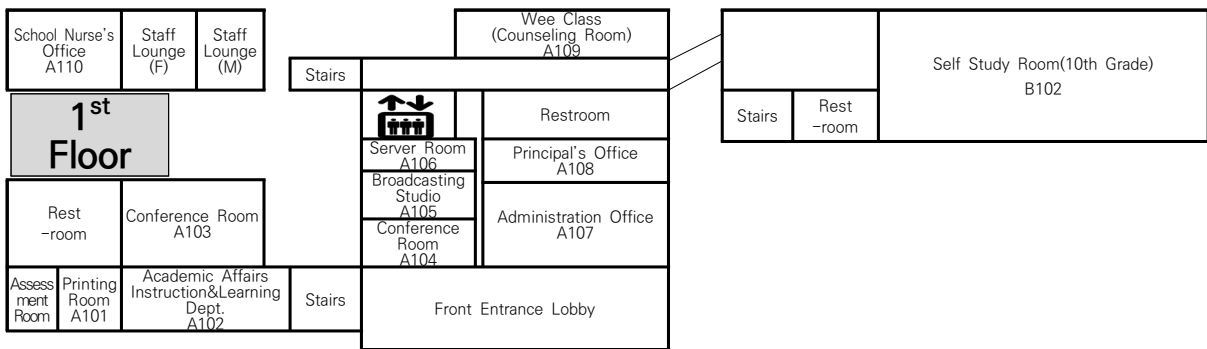 School Nurse's
Office
A110
Staff
Lounge
(F)
Staff
Lounge
(M)
Stairs
Wee Class
(Counseling Room)
A109
Self Study Room(10th Grade)
B102
Stairs
Rest
-room
1st
Floor
Restroom
Server Room
A106
Principal's Office
A108
Broadcasting
Studio
A105
Administration Office
A107
Conference
Room
A104
Rest
-room
Conference Room
A103
Assess
ment
Room
Printing
Room
A101
Academic Affairs
Instruction&Learning
Dept.
A102
Stairs
Front Entrance Lobby